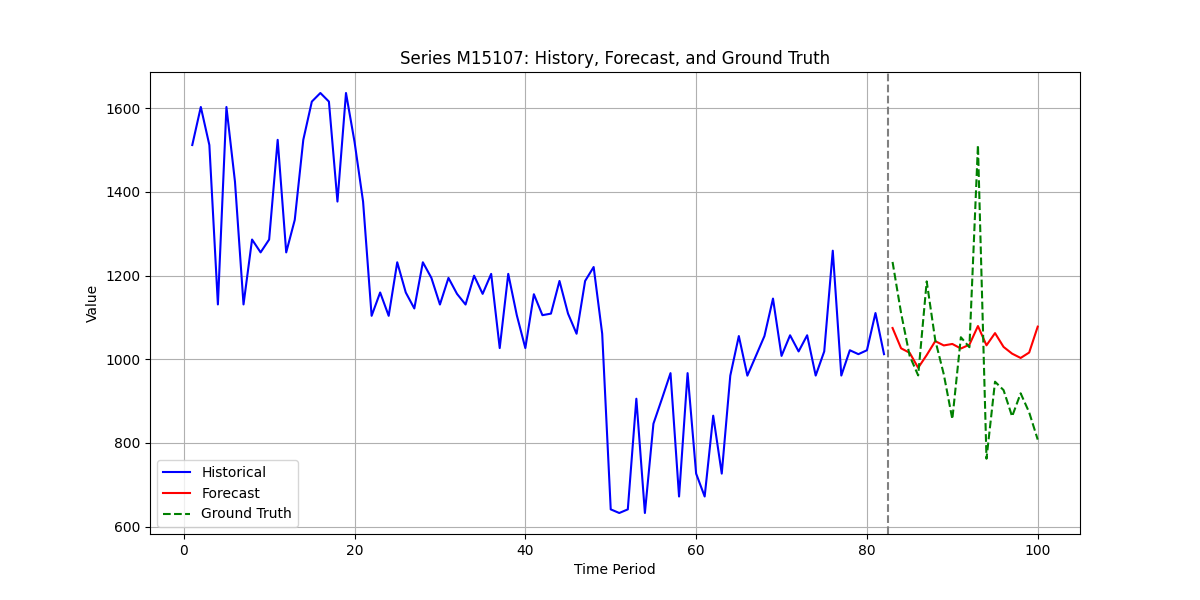 Series M15107: History, Forecast, and Ground Truth
Value
1600
1400
1200
1000
800
600
Historical
Forecast
Ground Truth
0 20 40 60 80 100
Time Period